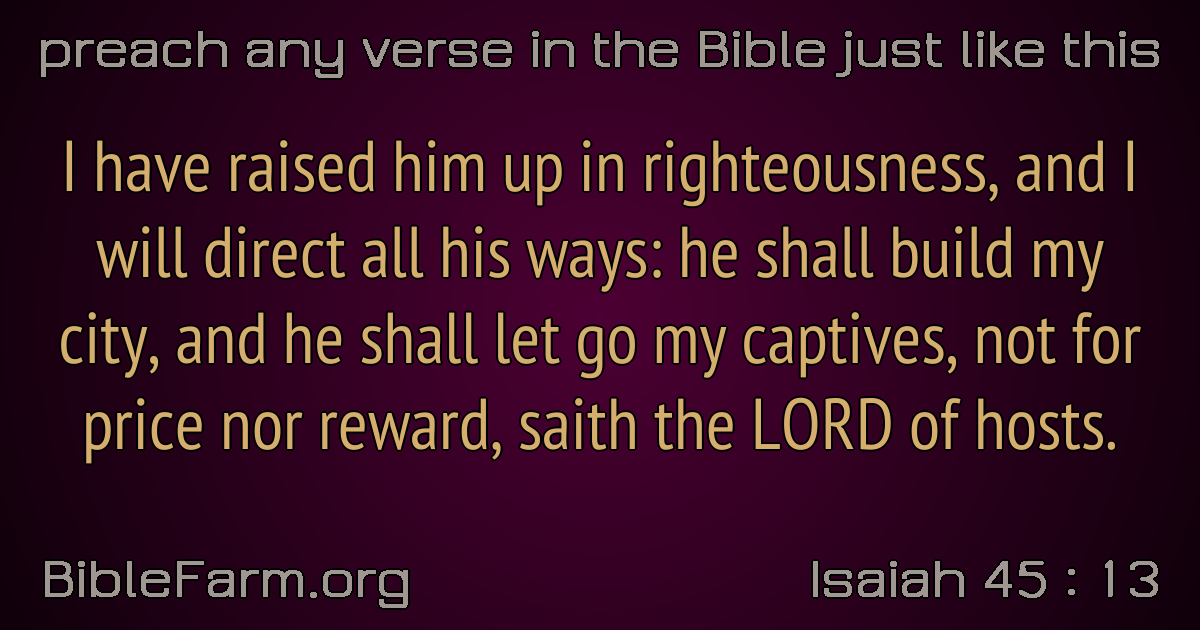 preach any verse in the Bible just like this
I have raised him up in righteousness, and I
will direct all his ways: he shall build my
city, and he shall let go my captives, not for
price nor reward, saith the LORD of hosts.
BibleFarm.org
Isaiah 45 : 13